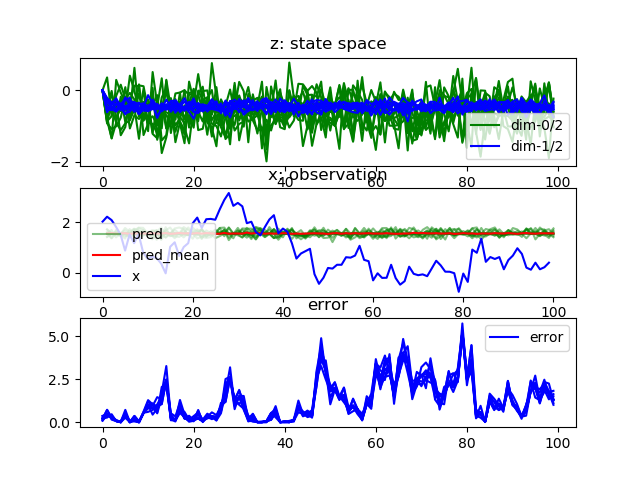 z: state space
0
−2
dim-0/2
dim-1/2
0 20 40 60 80 100
x: observation
2
0
pred
pred_mean
x
0 20 40 60 80 100
error
5.0
2.5
0.0
error
0 20 40 60 80 100